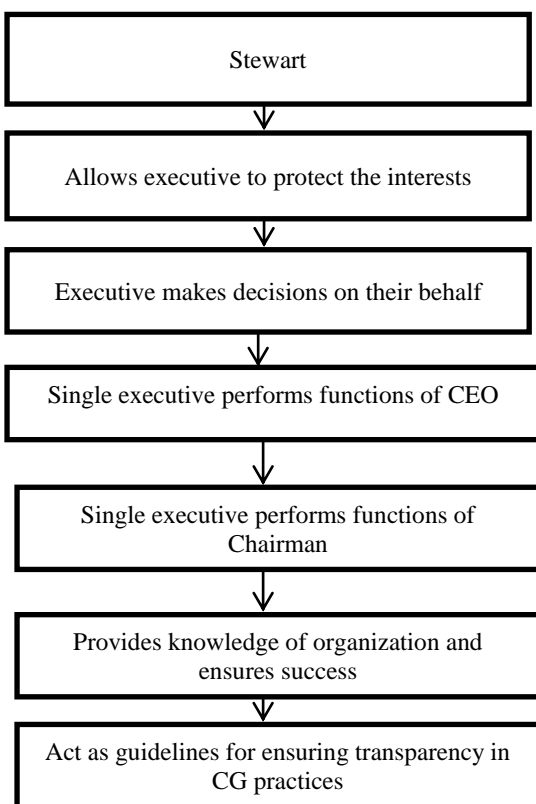 Stewart
Allows executive to protect the interests
Executive makes decisions on their behalf
Single executive performs functions of CEO
Single executive performs functions of
Chairman
Provides knowledge of organization and
ensures success
Act as guidelines for ensuring transparency in
CG practices